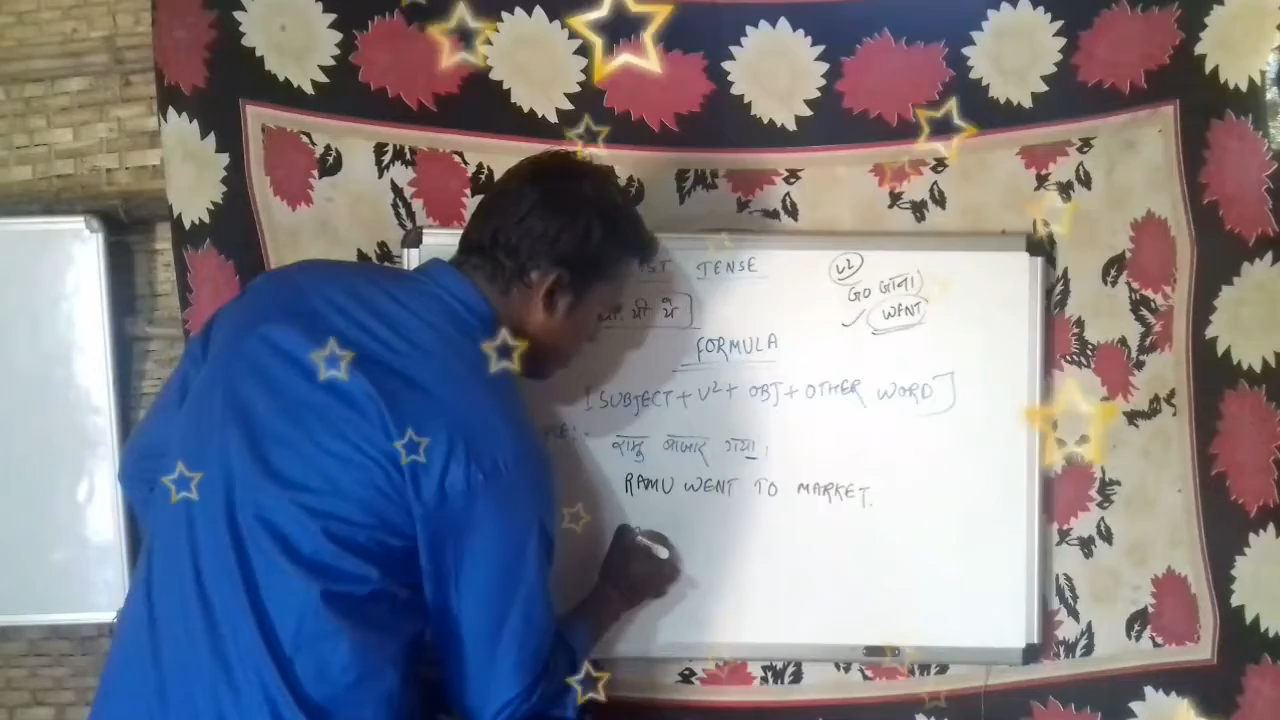 TENSE
V2
GO जाना
था. थी थे
WENT
FORMULA
[SUBJECT + V2 + OBJ + OTHER WORD]
रामु बाजार गया।
RAMU WENT TO MARKET.